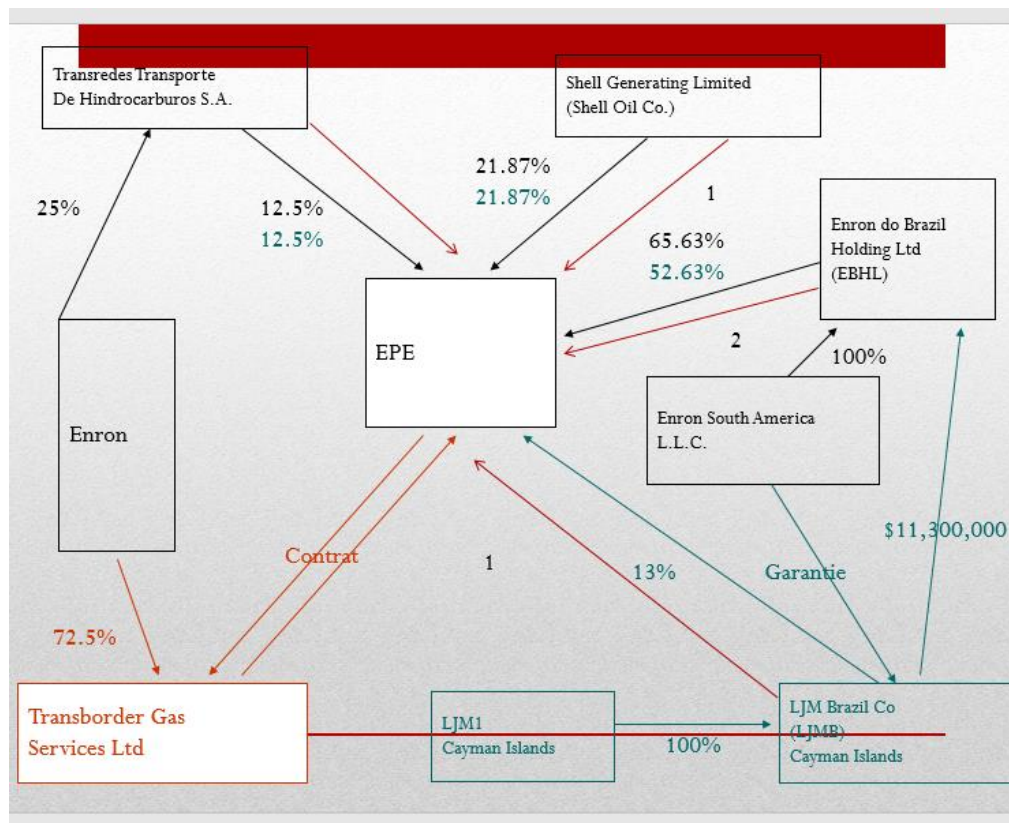 Transredes Transporte
De Hindrocarburos S.A.
Shell Generating Limited
(Shell Oil Co.)
21.87%
21.87%
25%
12.5%
12.5%
1
65.63%
52.63%
Enron do Brazil
Holding Ltd
(EBHL)
EPE
2
100%
Enron
Enron South America
L.L.C.
$11,300,000
Contrat
1
13%
Garantie
72.5%
Transborder Gas
Services Ltd
LJM1
Cayman Islands
100%
LJM Brazil Co
(LJMB)
Cayman Islands